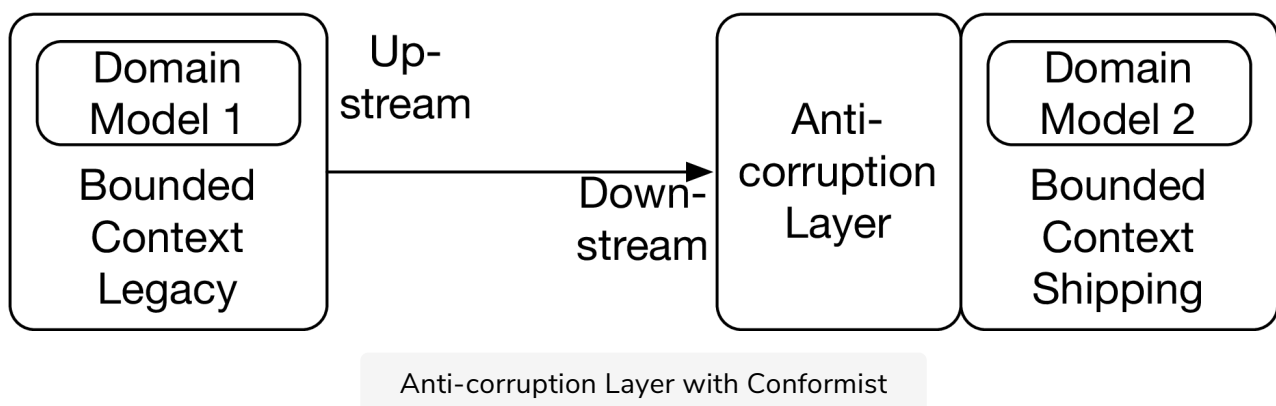 Domain
Model 1
Bounded
Context
Legacy
Up-
stream
Down-
stream
Anti-
corruption
Layer
Domain
Model 2
Bounded
Context
Shipping
Anti-corruption Layer with Conformist